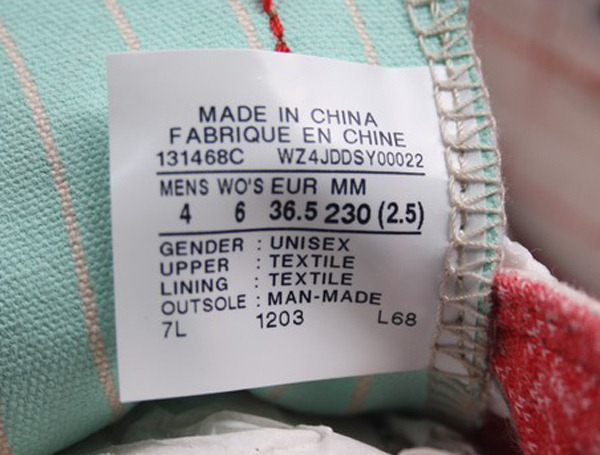 MADE IN CHINA
FABRIQUE EN CHINE
131468C WZ4JDDSY00022
MENS WO'S EUR MM
4 6 36.5 230 (2.5)
GENDER : UNISEX
UPPER : TEXTILE
LINING : TEXTILE
OUTSOLE : MAN-MADE
7L 1203 L68